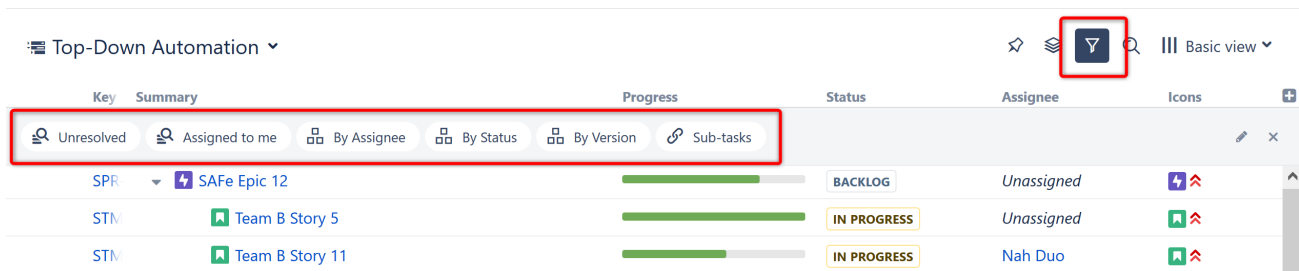 Top-Down Automation
Basic view
Key Summary Progress Status Assignee Icons
Unresolved Assigned to me By Assignee By Status By Version Sub-tasks
SPR SAFe Epic 12 BACKLOG Unassigned
STM Team B Story 5 IN PROGRESS Unassigned
STM Team B Story 11 IN PROGRESS Nah Duo